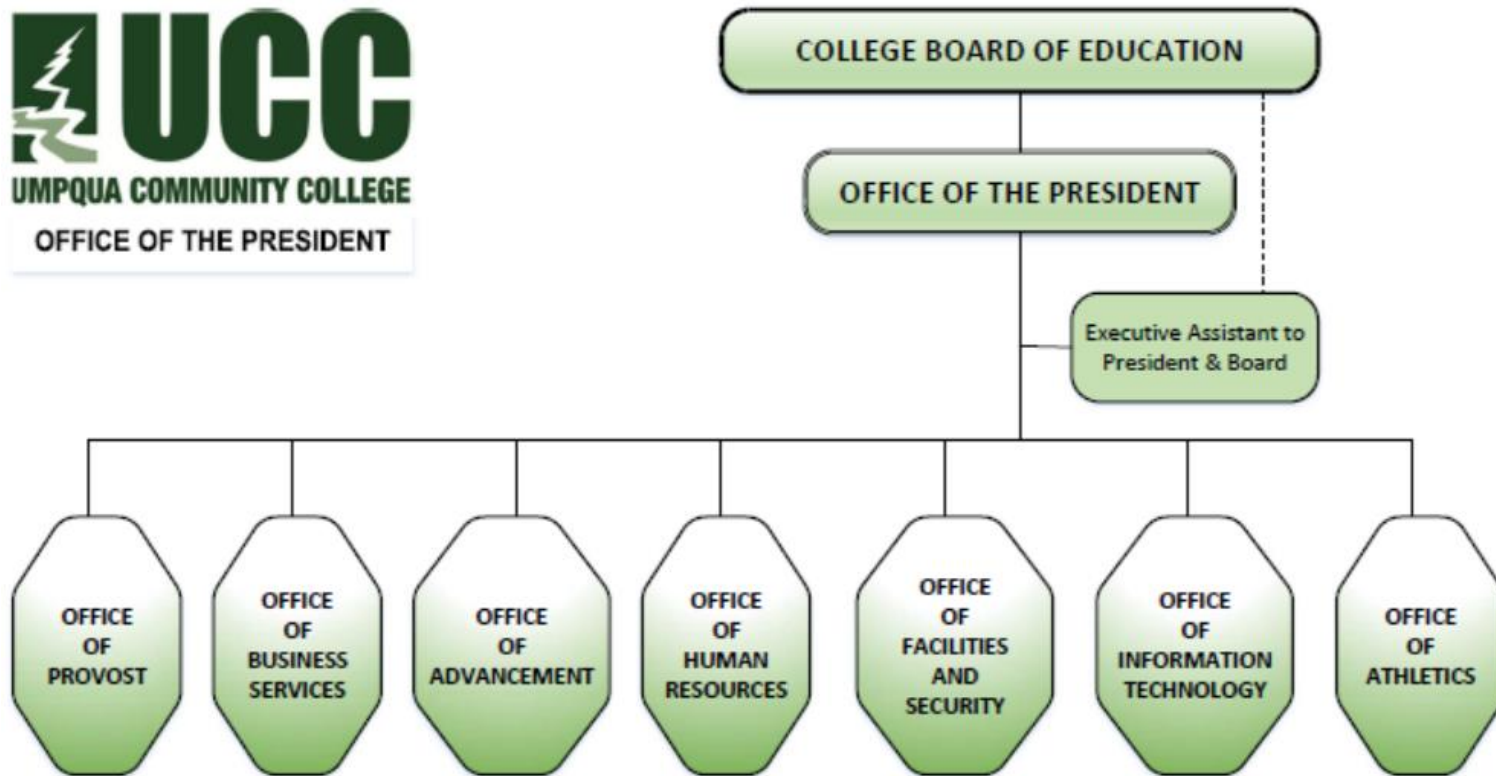 UCC
UMPQUA COMMUNITY COLLEGE
OFFICE OF THE PRESIDENT
COLLEGE BOARD OF EDUCATION
OFFICE OF THE PRESIDENT
Executive Assistant to
President & Board
OFFICE
OF
PROVOST
OFFICE
OF
BUSINESS
SERVICES
OFFICE
OF
ADVANCEMENT
OFFICE
OF
HUMAN
RESOURCES
OFFICE
OF
FACILITIES
AND
SECURITY
OFFICE
OF
INFORMATION
TECHNOLOGY
OFFICE
OF
ATHLETICS